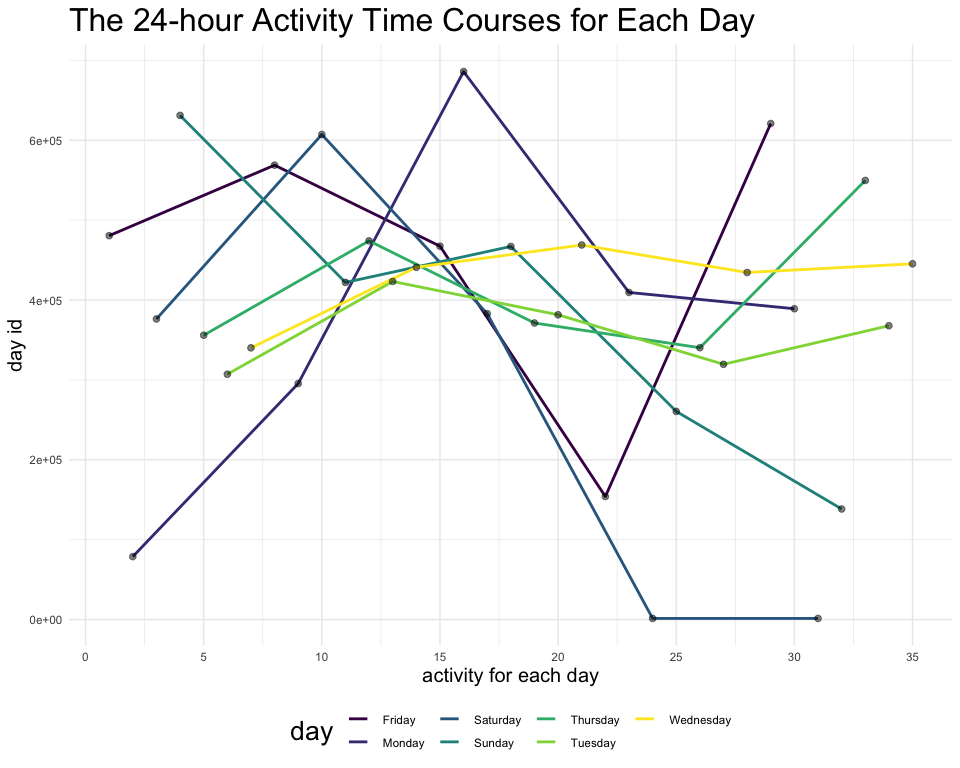 The 24-hour Activity Time Courses for Each Day
6e+05
4e+05
2e+05
0e+00
day id
0 5 10 15 20 25 30 35
activity for each day
day
Friday Saturday Thursday Wednesday
Monday Sunday Tuesday